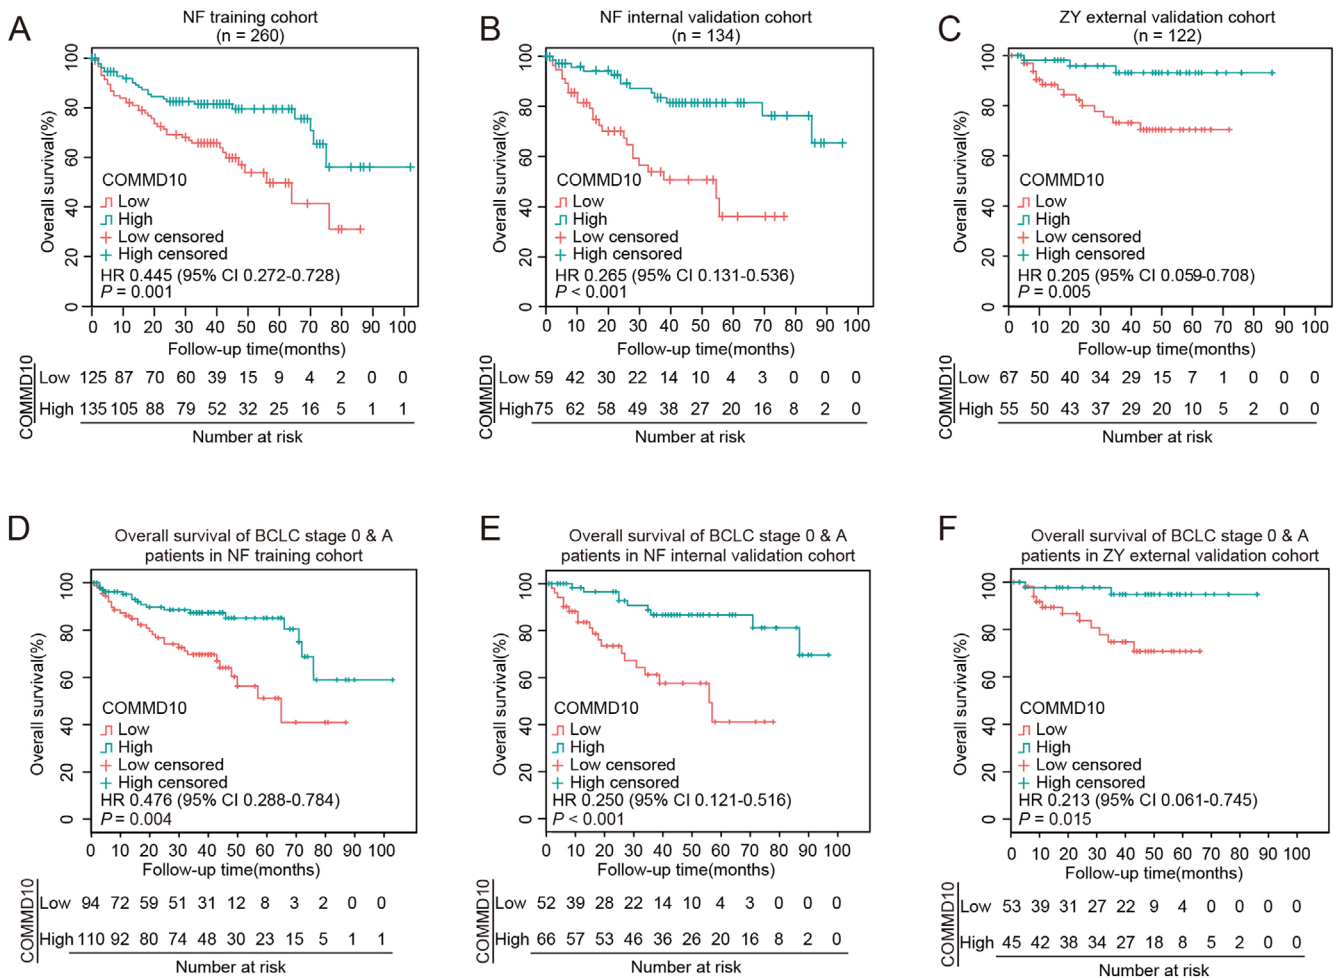 A
NF training cohort
(n = 260)
Overall survival(%)
100
80
60
40
20
0
COMMD10
Low
High
Low censored
High censored
HR 0.445 (95% CI 0.272-0.728)
P = 0.001
0 10 20 30 40 50 60 70 80 90 100
Follow-up time(months)
COMMD10
Low 125 87 70 60 39 15 9 4 2 0 0
High 135 105 88 79 52 32 25 16 5 1 1
Number at risk
B
NF internal validation cohort
(n = 134)
Overall survival(%)
100
80
60
40
20
0
COMMD10
Low
High
Low censored
High censored
HR 0.265 (95% CI 0.131-0.536)
P < 0.001
0 10 20 30 40 50 60 70 80 90 100
Follow-up time(months)
COMMD10
Low 59 42 30 22 14 10 4 3 0 0 0
High 75 62 58 49 38 27 20 16 8 2 0
Number at risk
C
ZY external validation cohort
(n = 122)
Overall survival(%)
100
80
60
40
20
0
COMMD10
Low
High
Low censored
High censored
HR 0.205 (95% CI 0.059-0.708)
P = 0.005
0 10 20 30 40 50 60 70 80 90 100
Follow-up time(months)
COMMD10
Low 67 50 40 34 29 15 7 1 0 0 0
High 55 50 43 37 29 20 10 5 2 0 0
Number at risk
D
Overall survival of BCLC stage 0 & A
patients in NF training cohort
Overall survival(%)
100
80
60
40
20
0
COMMD10
Low
High
Low censored
High censored
HR 0.476 (95% CI 0.288-0.784)
P = 0.004
0 10 20 30 40 50 60 70 80 90 100
Follow-up time(months)
COMMD10
Low 94 72 59 51 31 12 8 3 2 0 0
High 110 92 80 74 48 30 23 15 5 1 1
Number at risk
E
Overall survival of BCLC stage 0 & A
patients in NF internal validation cohort
Overall survival(%)
100
80
60
40
20
0
COMMD10
Low
High
Low censored
High censored
HR 0.250 (95% CI 0.121-0.516)
P < 0.001
0 10 20 30 40 50 60 70 80 90 100
Follow-up time(months)
COMMD10
Low 52 39 28 22 14 10 4 3 0 0 0
High 66 57 53 46 36 26 20 16 8 2 0
Number at risk
F
Overall survival of BCLC stage 0 & A
patients in ZY external validation cohort
Overall survival(%)
100
80
60
40
20
0
COMMD10
Low
High
Low censored
High censored
HR 0.213 (95% CI 0.061-0.745)
P = 0.015
0 10 20 30 40 50 60 70 80 90 100
Follow-up time(months)
COMMD10
Low 53 39 31 27 22 9 4 0 0 0 0
High 45 42 38 34 27 18 8 5 2 0 0
Number at risk